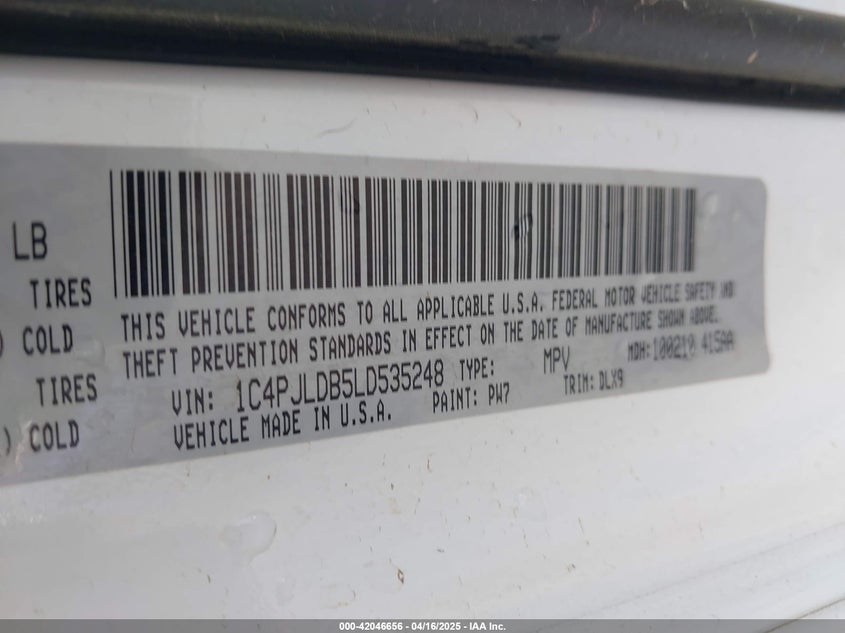 LB
TIRES
) COLD
TIRES
) COLD
THIS VEHICLE CONFORMS TO ALL APPLICABLE U.S.A. FEDERAL MOTOR VEHICLE SAFETY AND
THEFT PREVENTION STANDARDS IN EFFECT ON THE DATE OF MANUFACTURE SHOWN ABOVE.
VIN: 1C4PJLDB5LD535248 TYPE: MPV MDH: 100210 415AA
VEHICLE MADE IN U.S.A. PAINT: PW7 TRIM: DLX9
000-42046656 - 04/16/2025 - IAA Inc.